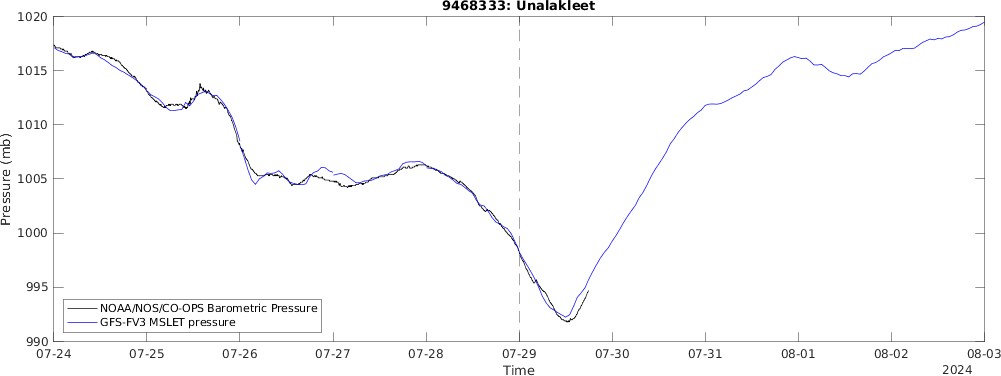 9468333: Unalakleet
1020
1015
1010
1005
1000
995
990
Pressure (mb)
NOAA/NOS/CO-OPS Barometric Pressure
GFS-FV3 MSLET pressure
07-24 07-25 07-26 07-27 07-28 07-29 07-30 07-31 08-01 08-02 08-03
Time
2024